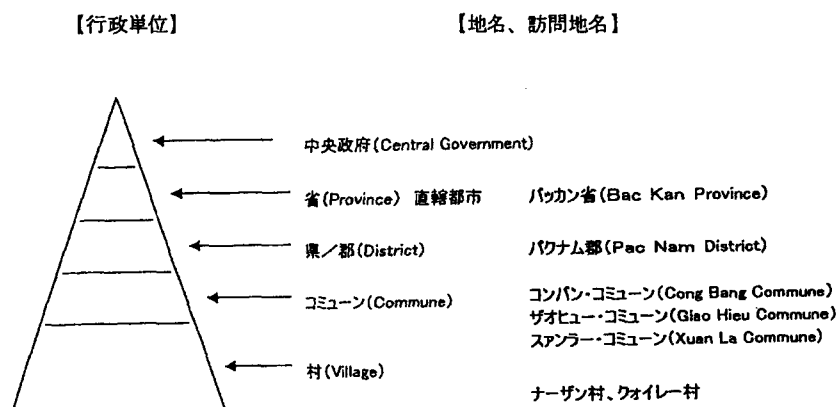 【行政単位】 【地名、訪問地名】
中央政府(Central Government)
省(Province) 直轄都市 バッカン省(Bac Kan Province)
県／郡(District) パクナム郡(Pac Nam District)
コミューン(Commune) コンバン・コミューン(Cong Bang Commune)
ザオヒュー・コミューン(Giao Hieu Commune)
スァンラー・コミューン(Xuan La Commune)
村(Village)
ナーザン村、クォイレー村